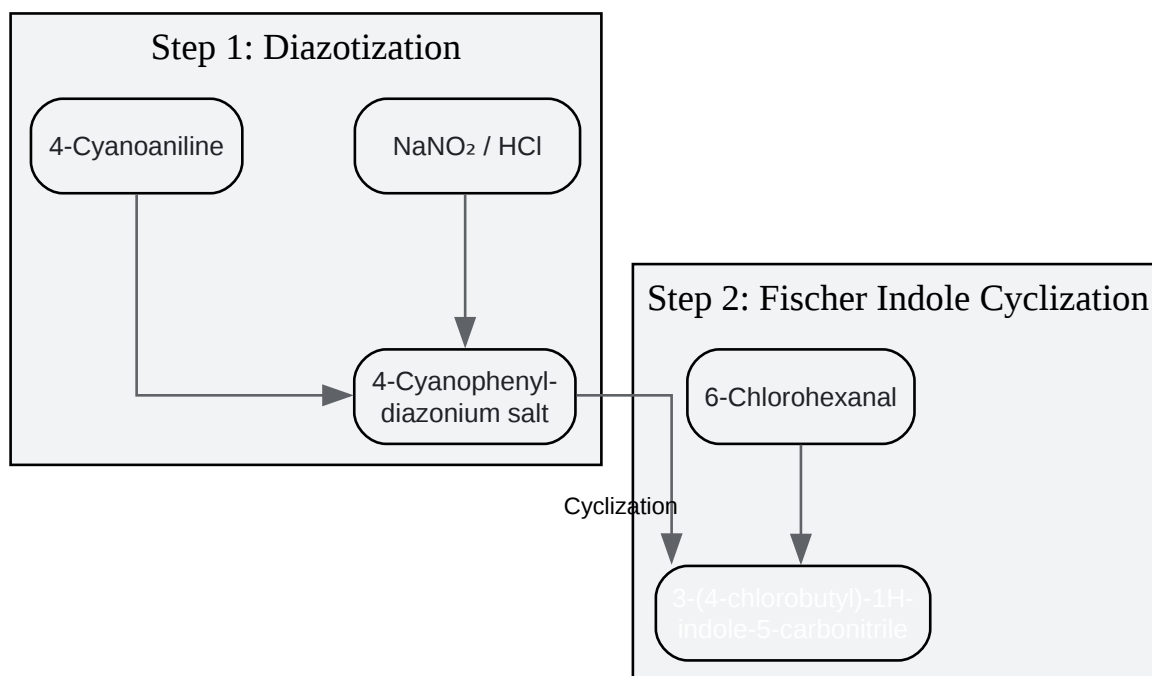 Step 1: Diazotization
4-Cyanoaniline
NaNO₂ / HCl
4-Cyanophenyl-
diazonium salt
Step 2: Fischer Indole Cyclization
6-Chlorohexanal
Cyclization
3-(4-chlorobutyl)-1H-
indole-5-carbonitrile